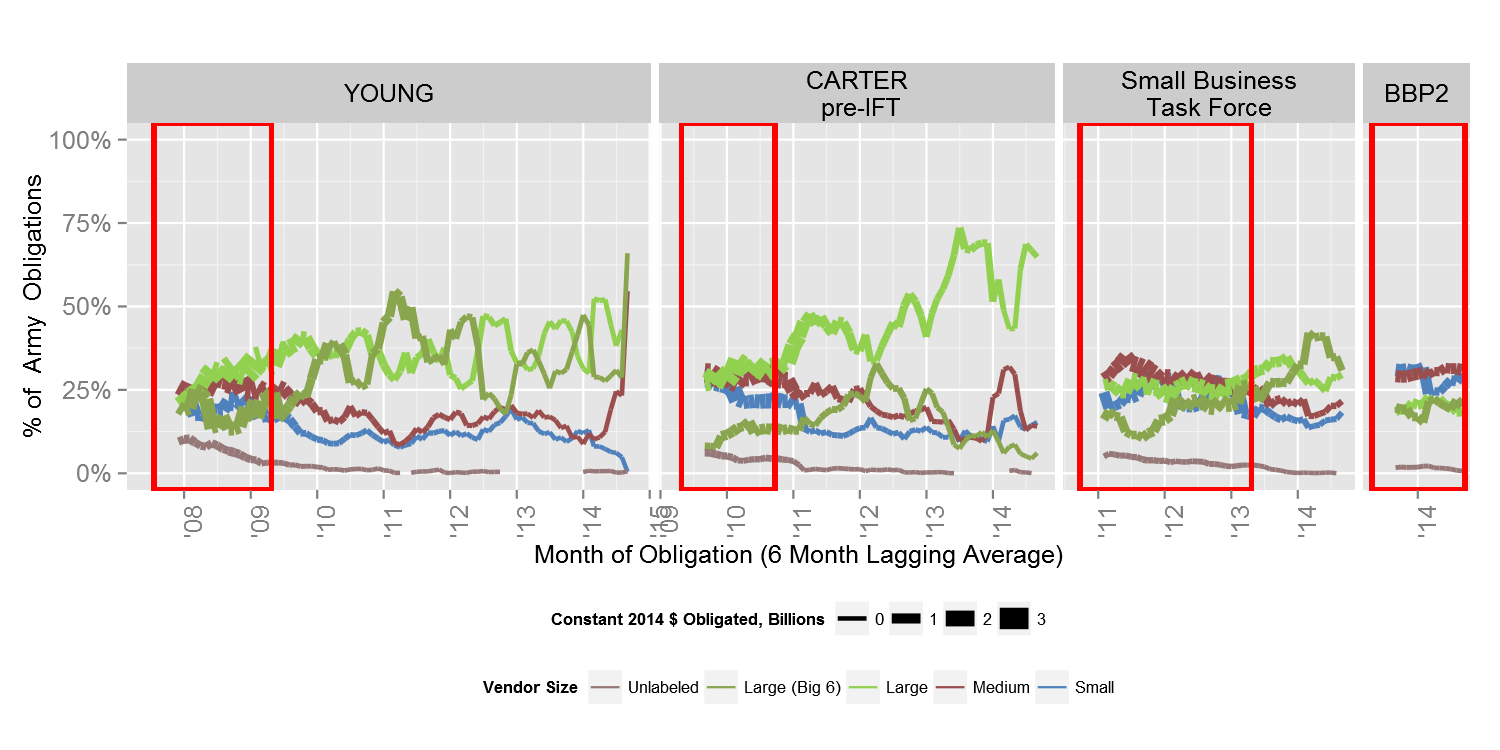 YOUNG
CARTER
pre-IFT
Small Business
Task Force
BBP2
% of Army Obligations
100%
75%
50%
25%
0%
'08
'09
'10
'11
'12
'13
'14
'15
'09
'10
'11
'12
'13
'14
'11
'12
'13
'14
'14
Month of Obligation (6 Month Lagging Average)
Constant 2014 $ Obligated, Billions 0 1 2 3
Vendor Size Unlabeled Large (Big 6) Large Medium Small